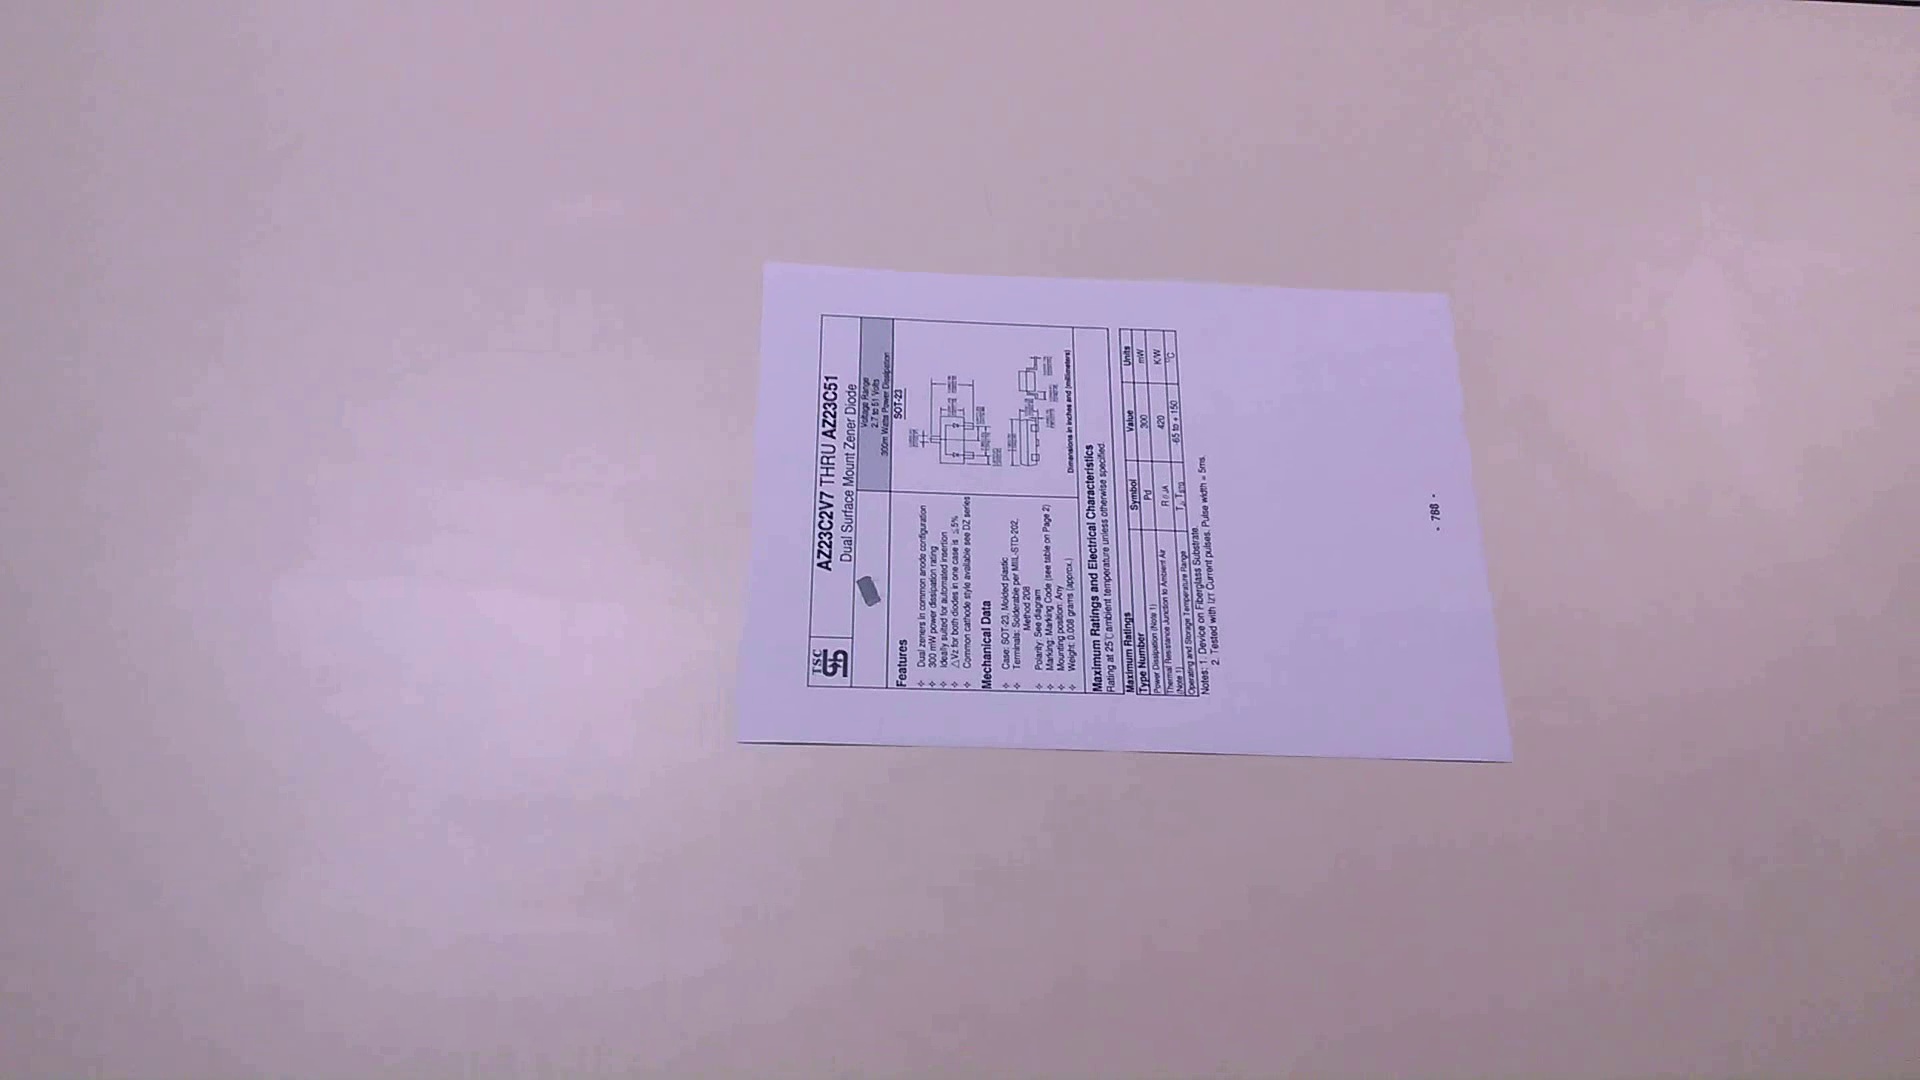 TSC
AZ23C2V7 THRU AZ23C51
Dual Surface Mount Zener Diode
Voltage Range
2.7 to 51 Volts
300m Watts Power Dissipation
SOT-23
Features
Dual zeners in common anode configuration
300 mW power dissipation rating
Ideally suited for automated insertion
△Vz for both diodes in one case is ≤5%
Common cathode style available see DZ series
Mechanical Data
Case: SOT-23, Molded plastic
Terminals: Solderable per MIL-STD-202,
Method 208
Polarity: See diagram
Marking: Marking Code (see table on Page 2)
Mounting position: Any
Weight: 0.008 grams (approx.)
Dimensions in inches and (millimeters)
Maximum Ratings and Electrical Characteristics
Rating at 25℃ ambient temperature unless otherwise specified.
Maximum Ratings
Type Number Symbol Value Units
Power Dissipation (Note 1) Pd 300 mW
Thermal Resistance Junction to Ambient Air
(Note 1) RθJA 420 K/W
Operating and Storage Temperature Range TJ, TSTG -65 to + 150 °C
Notes: 1. Device on Fiberglass Substrate.
2. Tested with IZT Current pulses. Pulse width = 5ms.
- 788 -